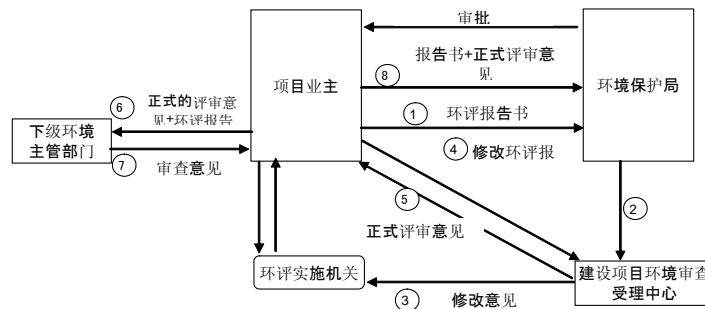 审批
报告书+正式评审意
见
⑧
项目业主
环境保护局
⑥
正式的评审意
见+环评报告
①
环评报告书
下级环境
主管部门
④
修改环评报
⑦
审查意见
⑤
②
正式评审意见
环评实施机关
建设项目环境审查
受理中心
③
修改意见